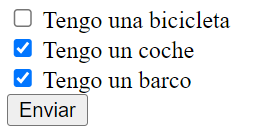 Tengo una bicicleta
Tengo un coche
Tengo un barco
Enviar